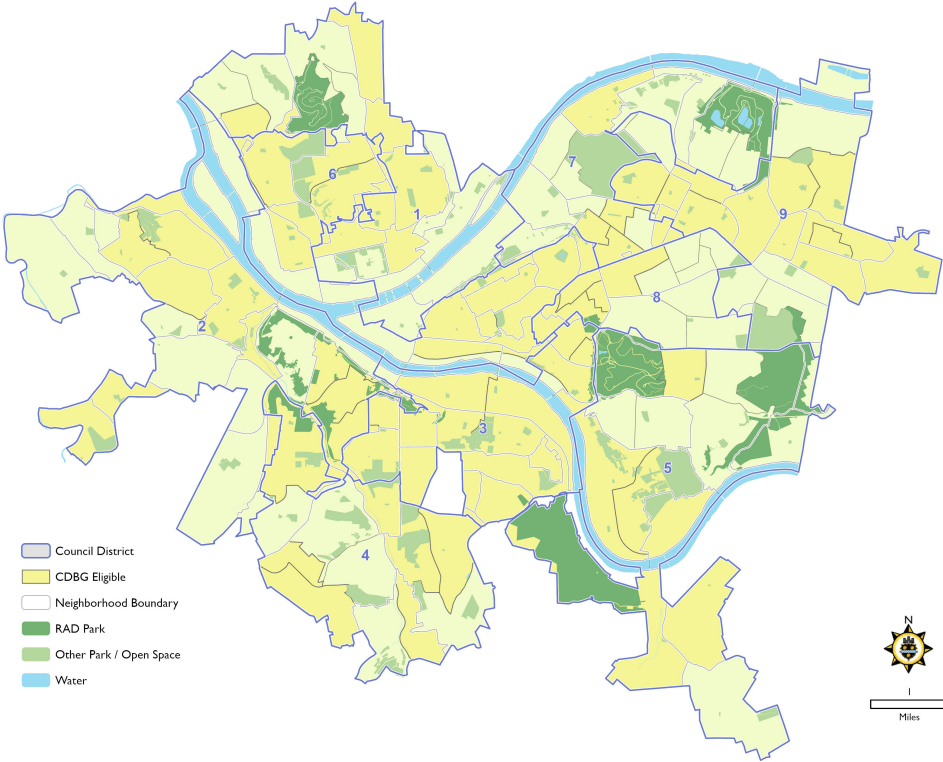 7
6
1
9
2
8
3
5
4
Council District
CDBG Eligible
Neighborhood Boundary
RAD Park
Other Park / Open Space
Water
N
1
Miles